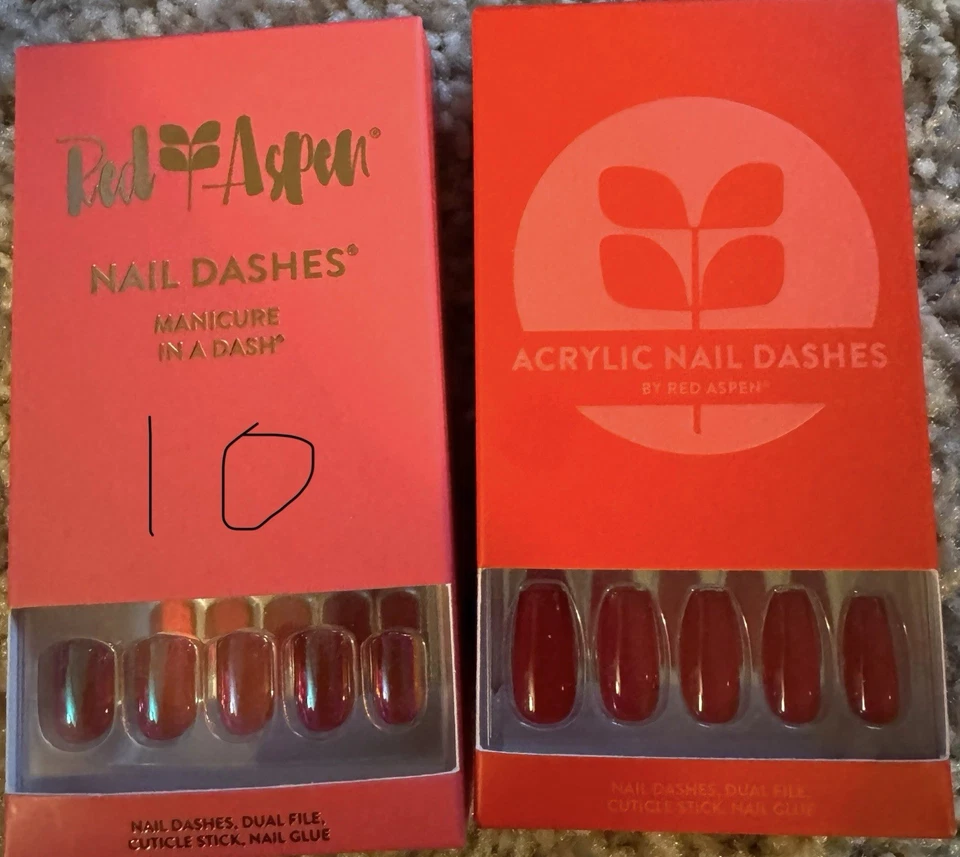 Red Aspen®
NAIL DASHES®
MANICURE
IN A DASH®
10
NAIL DASHES, DUAL FILE,
CUTICLE STICK, NAIL GLUE
ACRYLIC NAIL DASHES
BY RED ASPEN®
NAIL DASHES, DUAL FILE,
CUTICLE STICK, NAIL GLUE